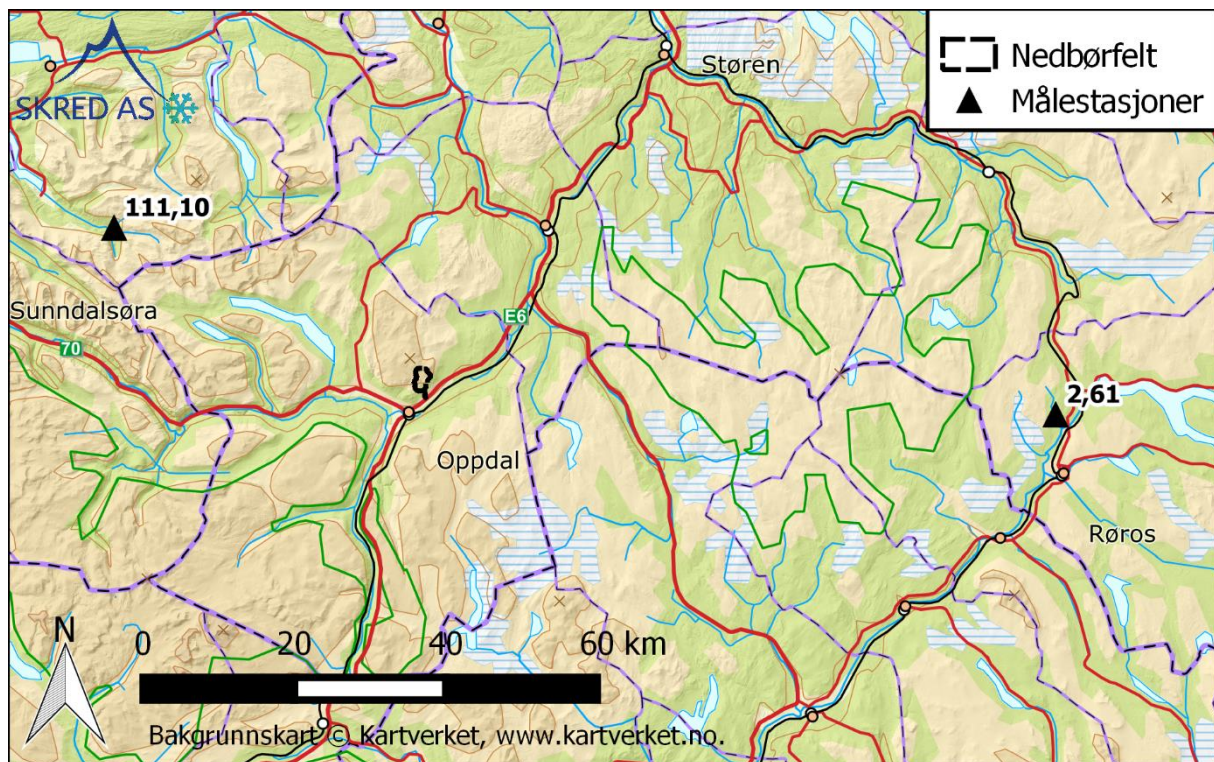 SKRED AS
Støren
Nedbørfelt
Målestasjoner
111,10
Sunndalsøra
70
E6
2,61
Oppdal
Røros
N
0 20 40 60 km
Bakgrunnskart © Kartverket, www.kartverket.no.